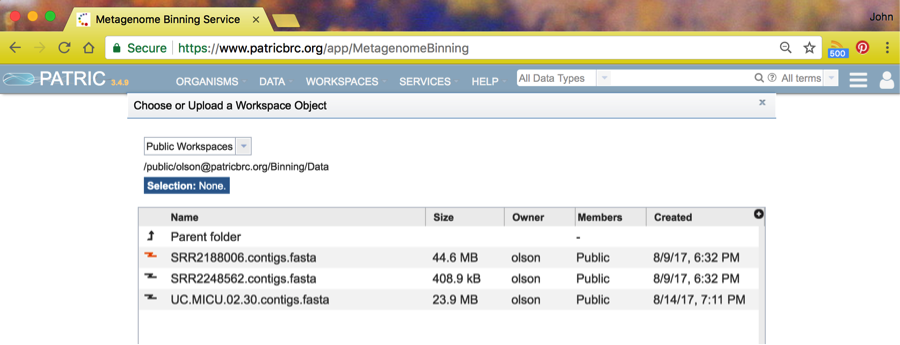 Metagenome Binning Service
John
Secure https://www.patricbrc.org/app/MetagenomeBinning
500
PATRIC 3.4.9 ORGANISMS DATA WORKSPACES SERVICES HELP All Data Types All terms
Choose or Upload a Workspace Object x
Public Workspaces
/public/olson@patricbrc.org/Binning/Data
Selection: None.
Name Size Owner Members Created
Parent folder -
SRR2188006.contigs.fasta 44.6 MB olson Public 8/9/17, 6:32 PM
SRR2248562.contigs.fasta 408.9 kB olson Public 8/9/17, 6:32 PM
UC.MICU.02.30.contigs.fasta 23.9 MB olson Public 8/14/17, 7:11 PM